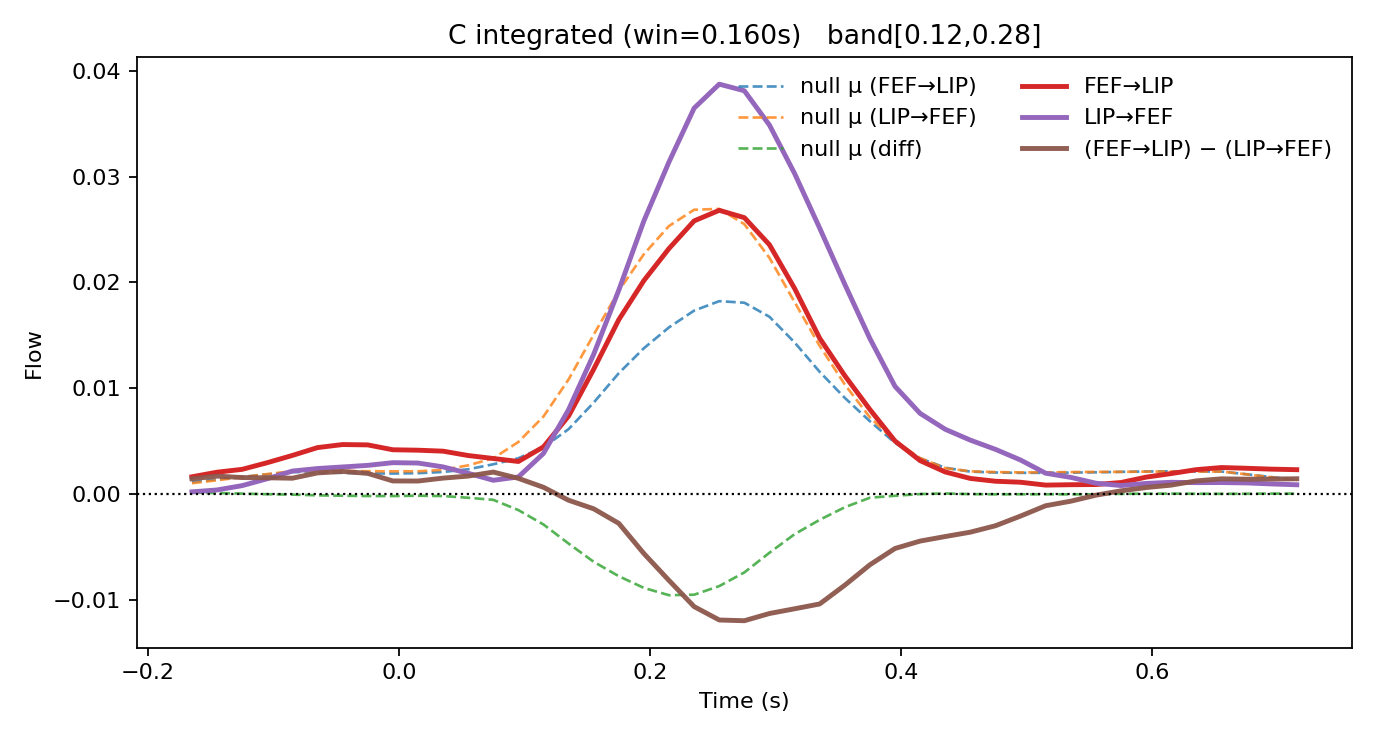 C integrated (win=0.160s)   band[0.12,0.28]
null μ (FEF→LIP)
null μ (LIP→FEF)
null μ (diff)
FEF→LIP
LIP→FEF
(FEF→LIP) − (LIP→FEF)
Flow
0.04
0.03
0.02
0.01
0.00
−0.01
−0.2
0.0
0.2
0.4
0.6
Time (s)